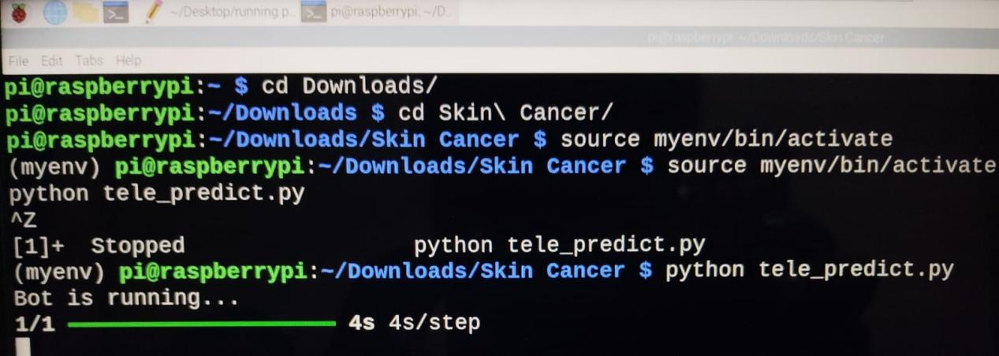 ~/Desktop/running p..
pi@raspberrypi: ~/D..
pi@raspberrypi: ~/Downloads/Skin Cancer
File Edit Tabs Help
pi@raspberrypi:~ $ cd Downloads/
pi@raspberrypi:~/Downloads $ cd Skin\ Cancer/
pi@raspberrypi:~/Downloads/Skin Cancer $ source myenv/bin/activate
(myenv) pi@raspberrypi:~/Downloads/Skin Cancer $ source myenv/bin/activate
python tele_predict.py
^Z
[1]+  Stopped                 python tele_predict.py
(myenv) pi@raspberrypi:~/Downloads/Skin Cancer $ python tele_predict.py
Bot is running...
1/1 4s 4s/step